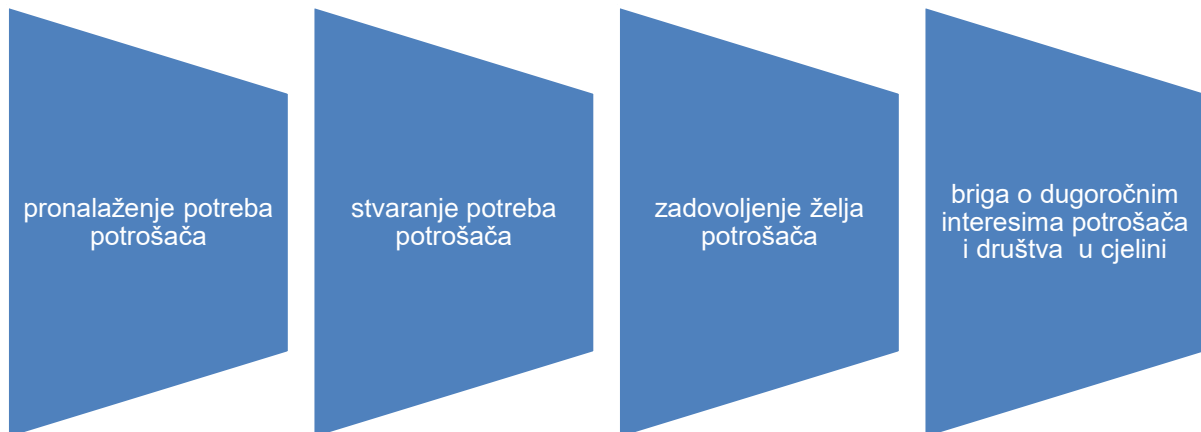 pronalaženje potreba
potrošača
stvaranje potreba
potrošača
zadovoljenje želja
potrošača
briga o dugoročnim
interesima potrošača
i društva  u cjelini